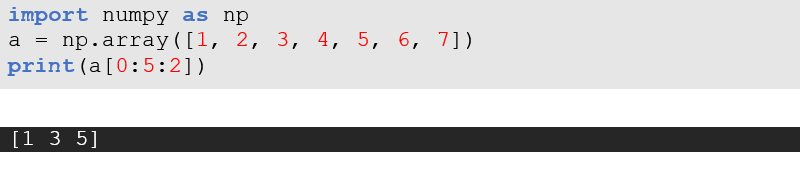 import numpy as np
a = np.array([1, 2, 3, 4, 5, 6, 7])
print(a[0:5:2])
[1 3 5]